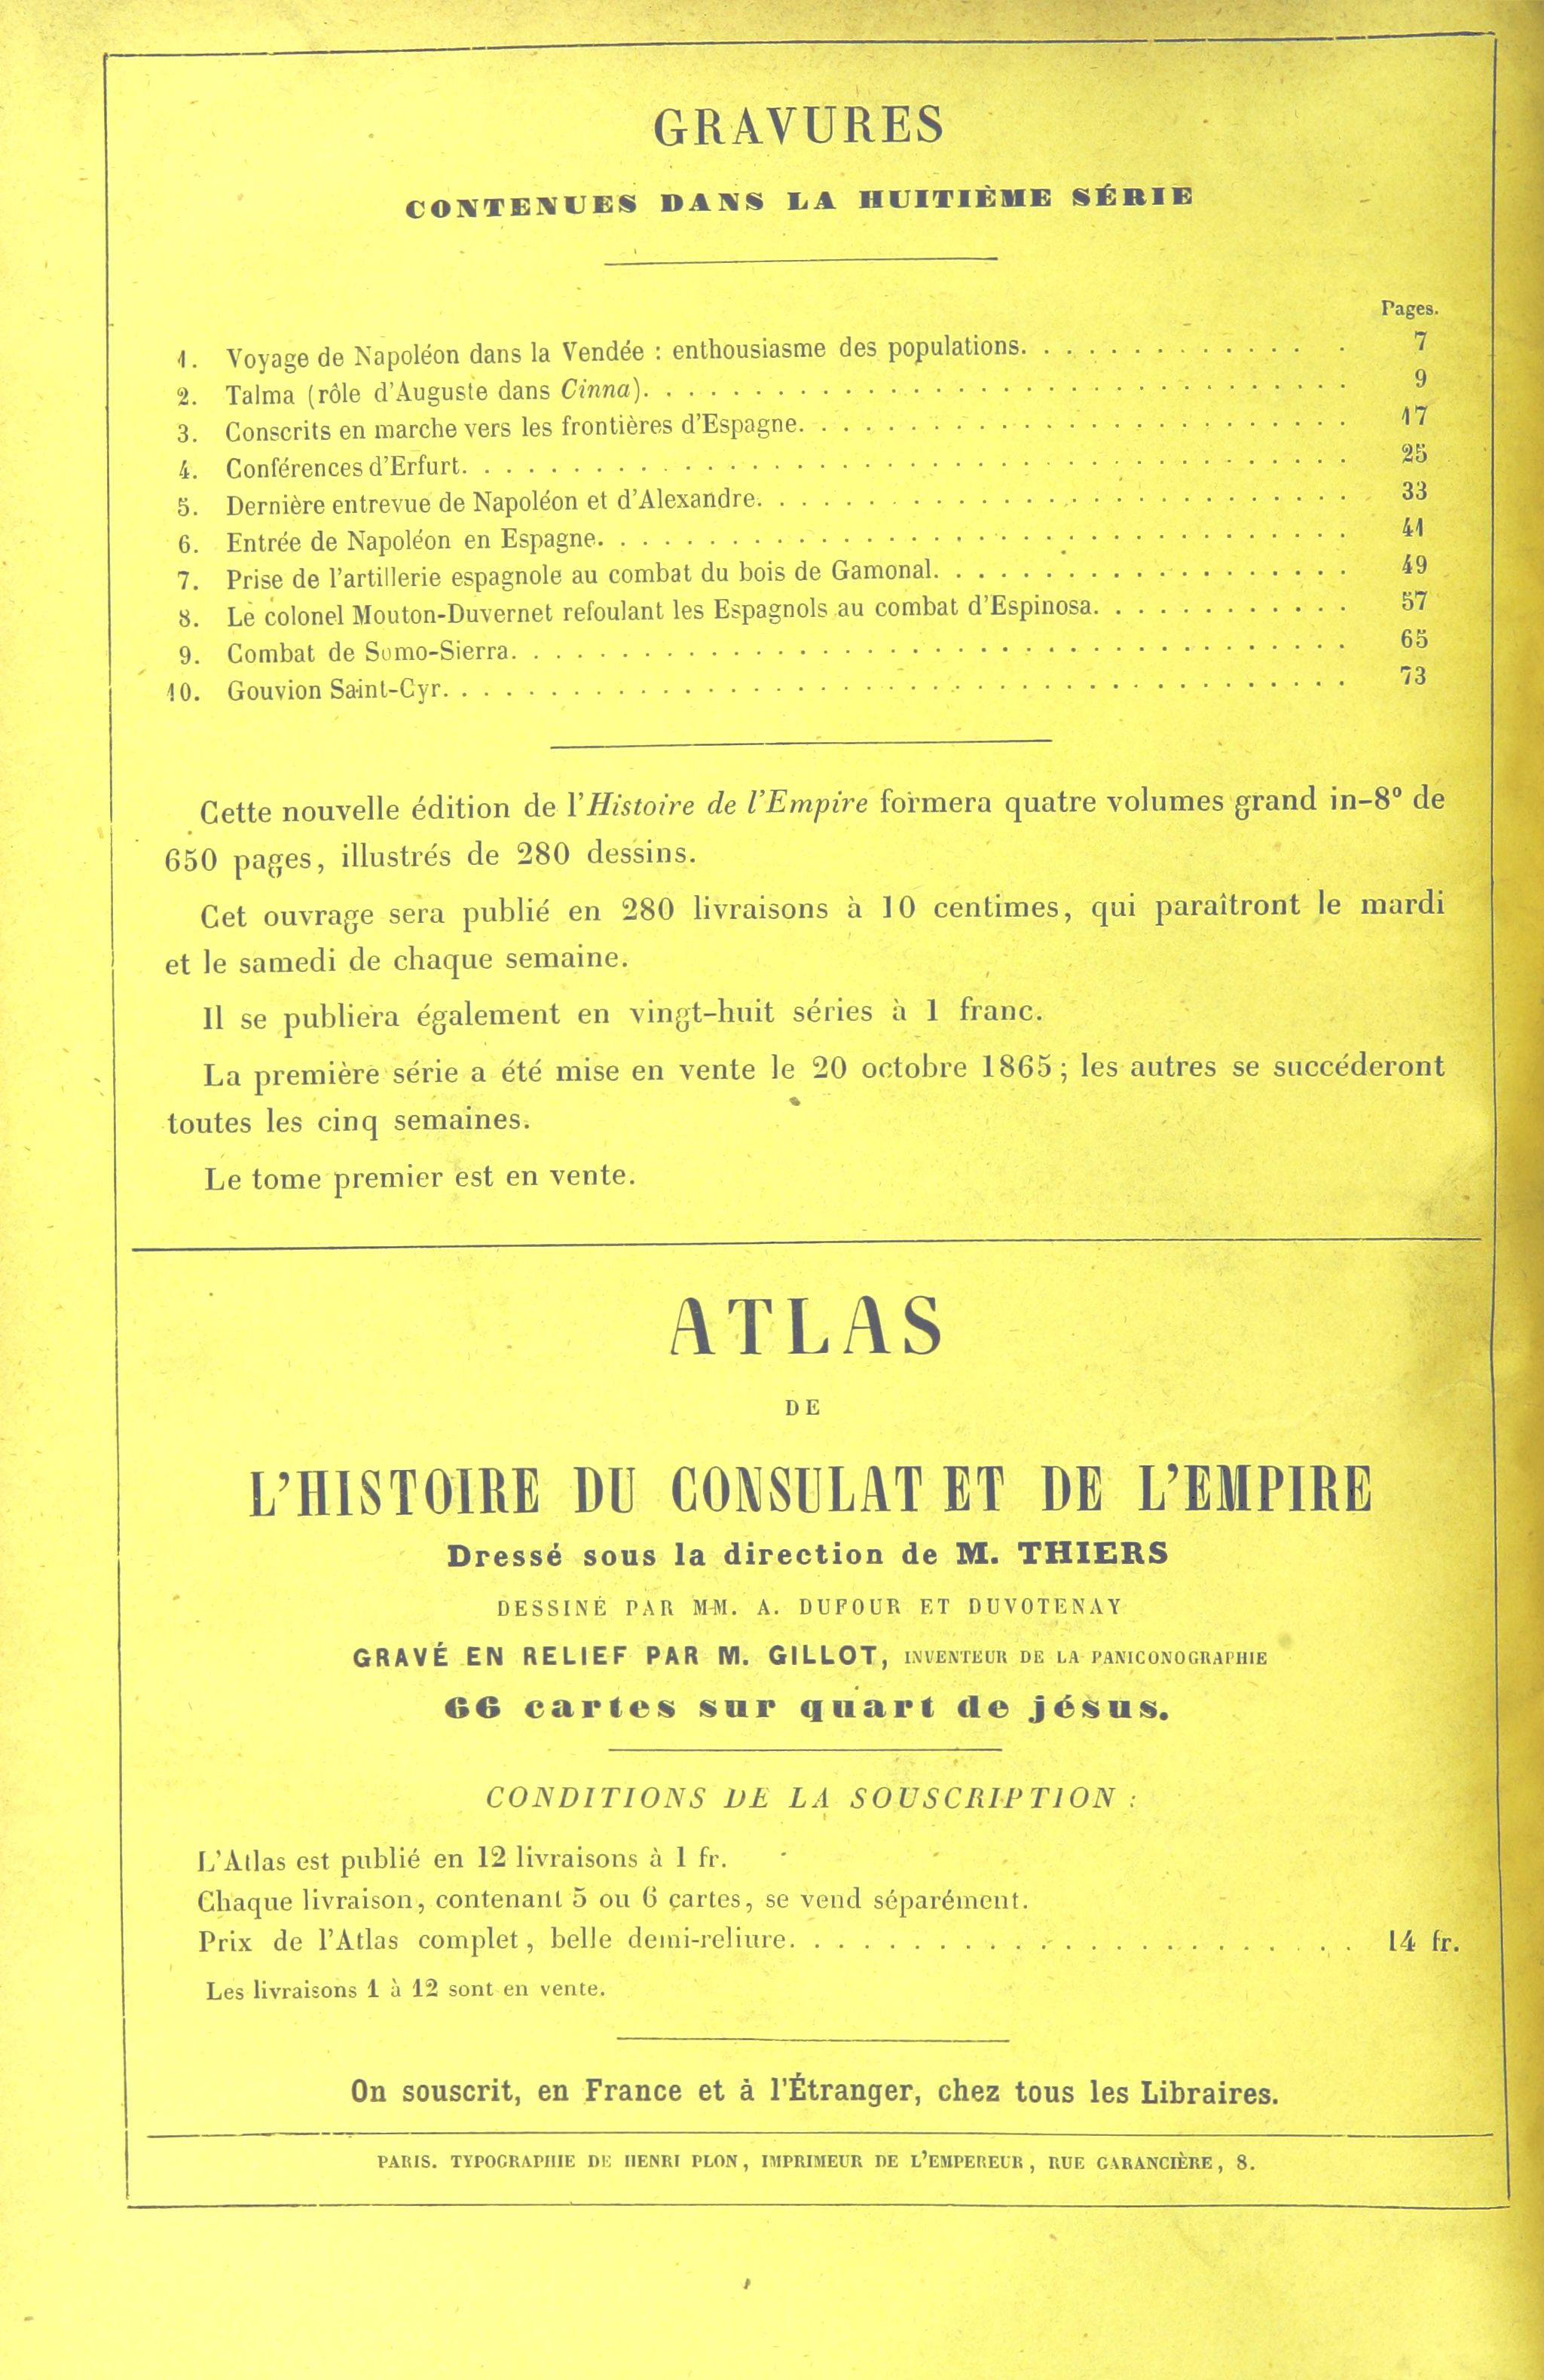 GRAVURES
CONTENUES DANS LA HUITIÈME SÉRIE
Pages.
1. Voyage de Napoléon dans la Vendée : enthousiasme des populations. . . . . . . . . . . . . . . 7
2. Talma (rôle d'Auguste dans Cinna). . . . . . . . . . . . . . . . . . . . . . . . . . . . . . . . 9
3. Conscrits en marche vers les frontières d'Espagne. . . . . . . . . . . . . . . . . . . . . . . . . 17
4. Conférences d'Erfurt. . . . . . . . . . . . . . . . . . . . . . . . . . . . . . . . . . . . . . . 25
5. Dernière entrevue de Napoléon et d'Alexandre. . . . . . . . . . . . . . . . . . . . . . . . . . . 33
6. Entrée de Napoléon en Espagne. . . . . . . . . . . . . . . . . . . . . . . . . . . . . . . . . . 41
7. Prise de l'artillerie espagnole au combat du bois de Gamonal. . . . . . . . . . . . . . . . . . . 49
8. Le colonel Mouton-Duvernet refoulant les Espagnols au combat d'Espinosa. . . . . . . . . . . . 57
9. Combat de Somo-Sierra. . . . . . . . . . . . . . . . . . . . . . . . . . . . . . . . . . . . . . 65
10. Gouvion Saint-Cyr. . . . . . . . . . . . . . . . . . . . . . . . . . . . . . . . . . . . . . . . 73
Cette nouvelle édition de l'Histoire de l'Empire formera quatre volumes grand in-8° de
650 pages, illustrés de 280 dessins.
Cet ouvrage sera publié en 280 livraisons à 10 centimes, qui paraîtront le mardi
et le samedi de chaque semaine.
Il se publiera également en vingt-huit séries à 1 franc.
La première série a été mise en vente le 20 octobre 1865; les autres se succéderont
toutes les cinq semaines.
Le tome premier est en vente.
ATLAS
DE
L'HISTOIRE DU CONSULAT ET DE L'EMPIRE
Dressé sous la direction de M. THIERS
DESSINÉ PAR MM. A. DUFOUR ET DUVOTENAY
GRAVÉ EN RELIEF PAR M. GILLOT, INVENTEUR DE LA PANICONOGRAPHIE
66 cartes sur quart de jésus.
CONDITIONS DE LA SOUSCRIPTION :
L'Atlas est publié en 12 livraisons à 1 fr.
Chaque livraison, contenant 5 ou 6 cartes, se vend séparément.
Prix de l'Atlas complet, belle demi-reliure. . . . . . . . . . . . . . . . . . . . . . . . 14 fr.
Les livraisons 1 à 12 sont en vente.
On souscrit, en France et à l'Étranger, chez tous les Libraires.
PARIS. TYPOGRAPHIE DE HENRI PLON, IMPRIMEUR DE L'EMPEREUR, RUE GARANCIÈRE, 8.